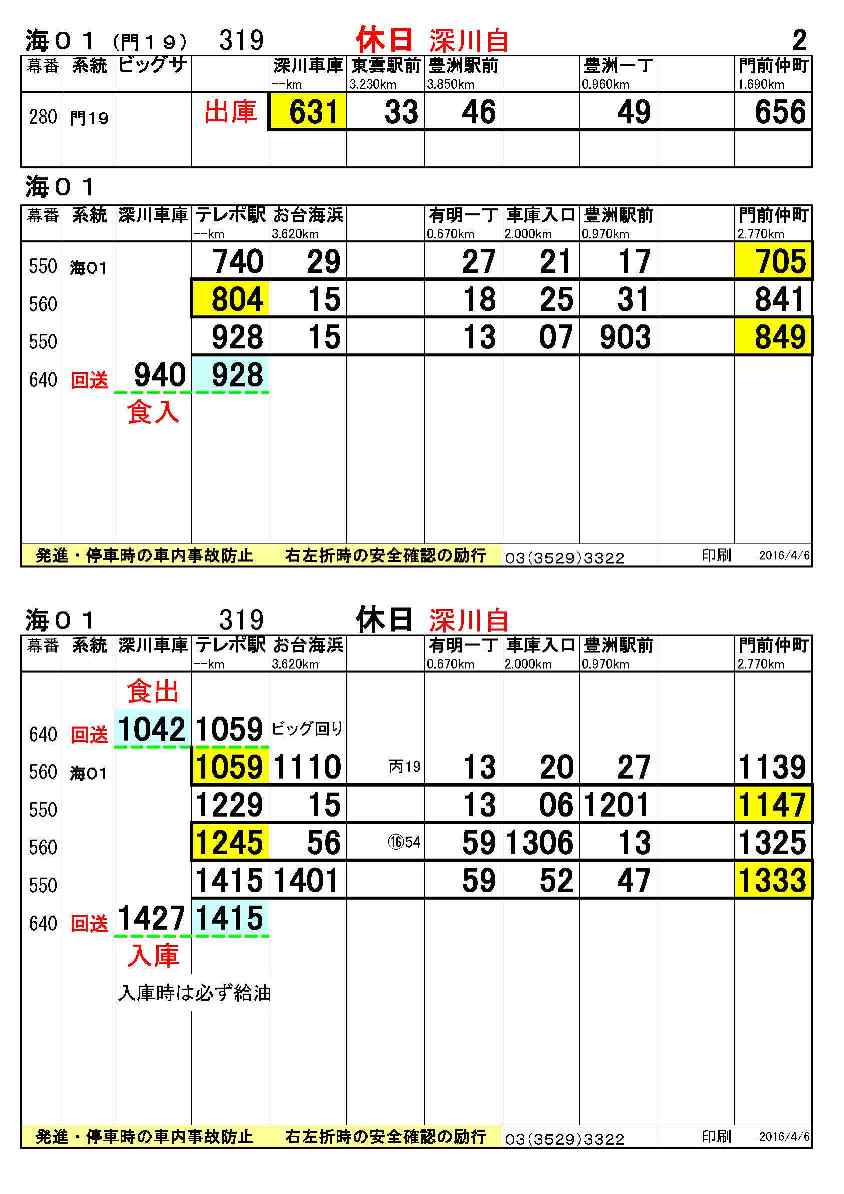 海０１（門１９） 319 休日 深川自 2
幕番 系統 ビッグサ 深川車庫 東雲駅前 豊洲駅前 豊洲一丁 門前仲町
--km 3.230km 3.850km 0.960km 1.690km
280 門19 出庫 631 33 46 49 656
海０１
幕番 系統 深川車庫 テレポ駅 お台海浜 有明一丁 車庫入口 豊洲駅前 門前仲町
--km 3.620km 0.670km 2.000km 0.970km 2.770km
550 海01 740 29 27 21 17 705
560 804 15 18 25 31 841
550 928 15 13 07 903 849
640 回送 940 928
食入
発進・停車時の車内事故防止 右左折時の安全確認の励行 03(3529)3322 印刷 2016/4/6
海０１ 319 休日 深川自
幕番 系統 深川車庫 テレポ駅 お台海浜 有明一丁 車庫入口 豊洲駅前 門前仲町
--km 3.620km 0.670km 2.000km 0.970km 2.770km
食出
640 回送 1042 1059 ビッグ回り
560 海01 1059 1110 丙19 13 20 27 1139
550 1229 15 13 06 1201 1147
560 1245 56 ⑯54 59 1306 13 1325
550 1415 1401 59 52 47 1333
640 回送 1427 1415
入庫
入庫時は必ず給油
発進・停車時の車内事故防止 右左折時の安全確認の励行 03(3529)3322 印刷 2016/4/6